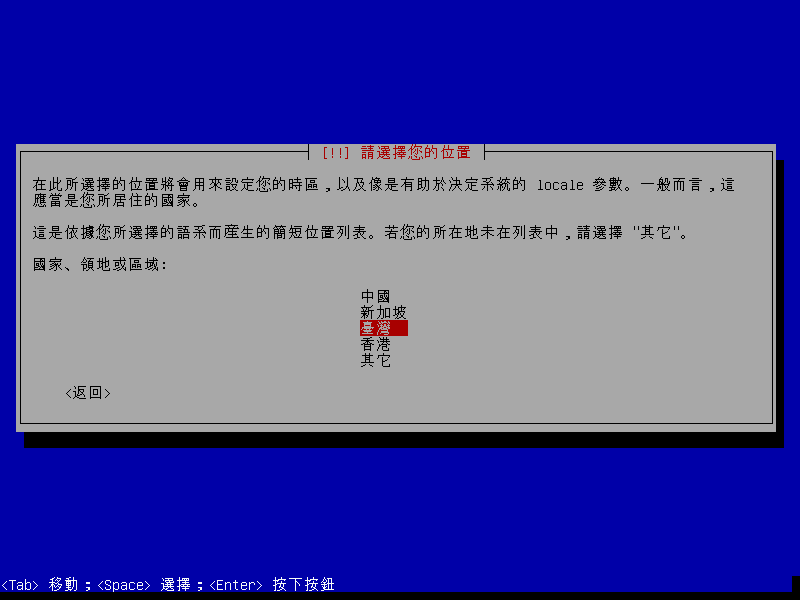 [!!] 請選擇您的位置
在此所選擇的位置將會用來設定您的時區，以及像是有助於決定系統的 locale 參數。一般而言，這
應當是您所居住的國家。
這是依據您所選擇的語系而産生的簡短位置列表。若您的所在地未在列表中，請選擇 "其它"。
國家、領地或區域:
中國
新加坡
臺灣
香港
其它
<返回>
<Tab> 移動；<Space> 選擇；<Enter> 按下按鈕